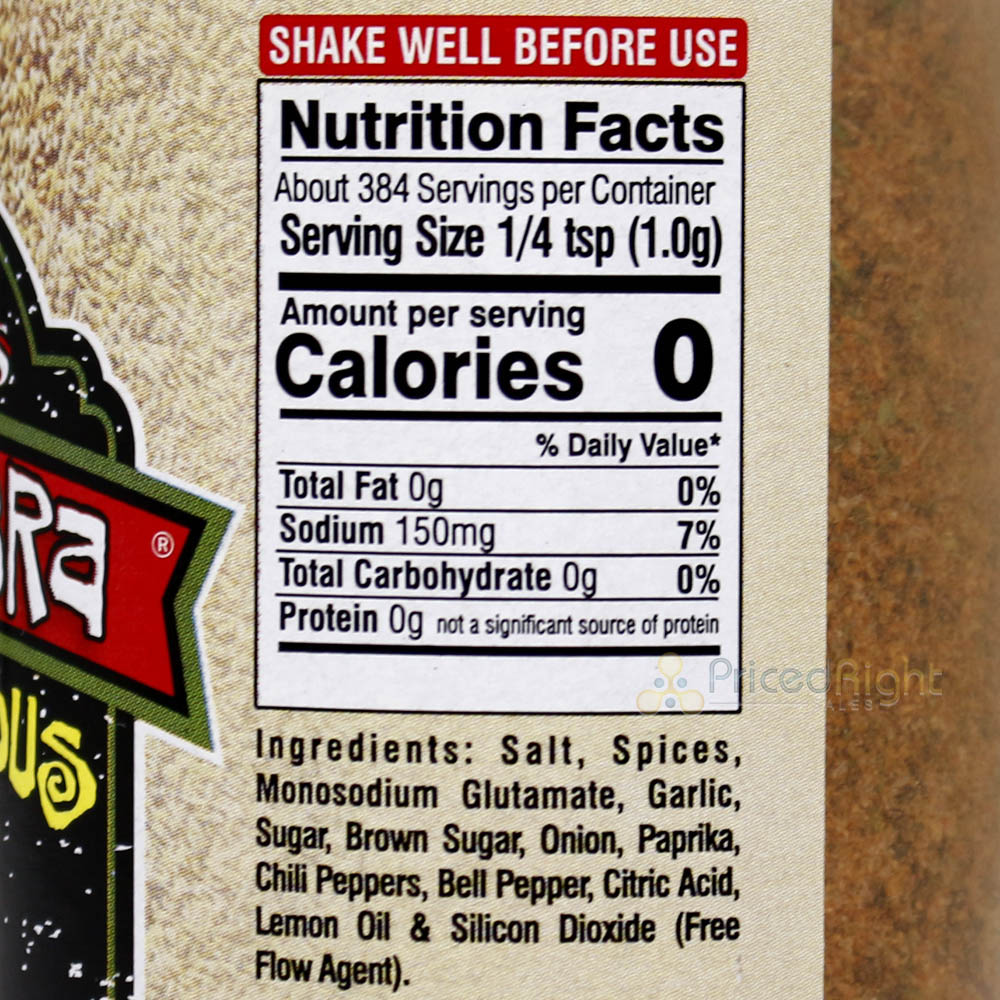 SHAKE WELL BEFORE USE
Nutrition Facts
About 384 Servings per Container
Serving Size 1/4 tsp (1.0g)
Amount per serving
Calories 0
% Daily Value*
Total Fat 0g 0%
Sodium 150mg 7%
Total Carbohydrate 0g 0%
Protein 0g not a significant source of protein
PricedRight
Ingredients: Salt, Spices,
Monosodium Glutamate, Garlic,
Sugar, Brown Sugar, Onion, Paprika,
Chili Peppers, Bell Pepper, Citric Acid,
Lemon Oil & Silicon Dioxide (Free
Flow Agent).